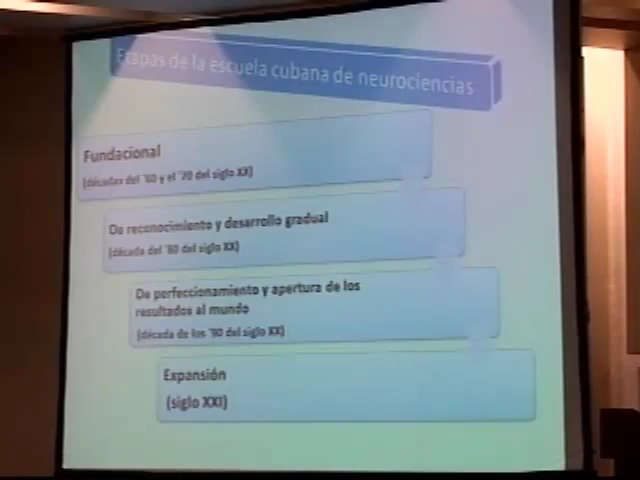 Etapas de la escuela cubana de neurociencias
Fundacional
(décadas del '60 y el '70 del siglo XX)
De reconocimiento y desarrollo gradual
(década del '80 del siglo XX)
De perfeccionamiento y apertura de los
resultados al mundo
(década de los '90 del siglo XX)
Expansión
(siglo XXI)